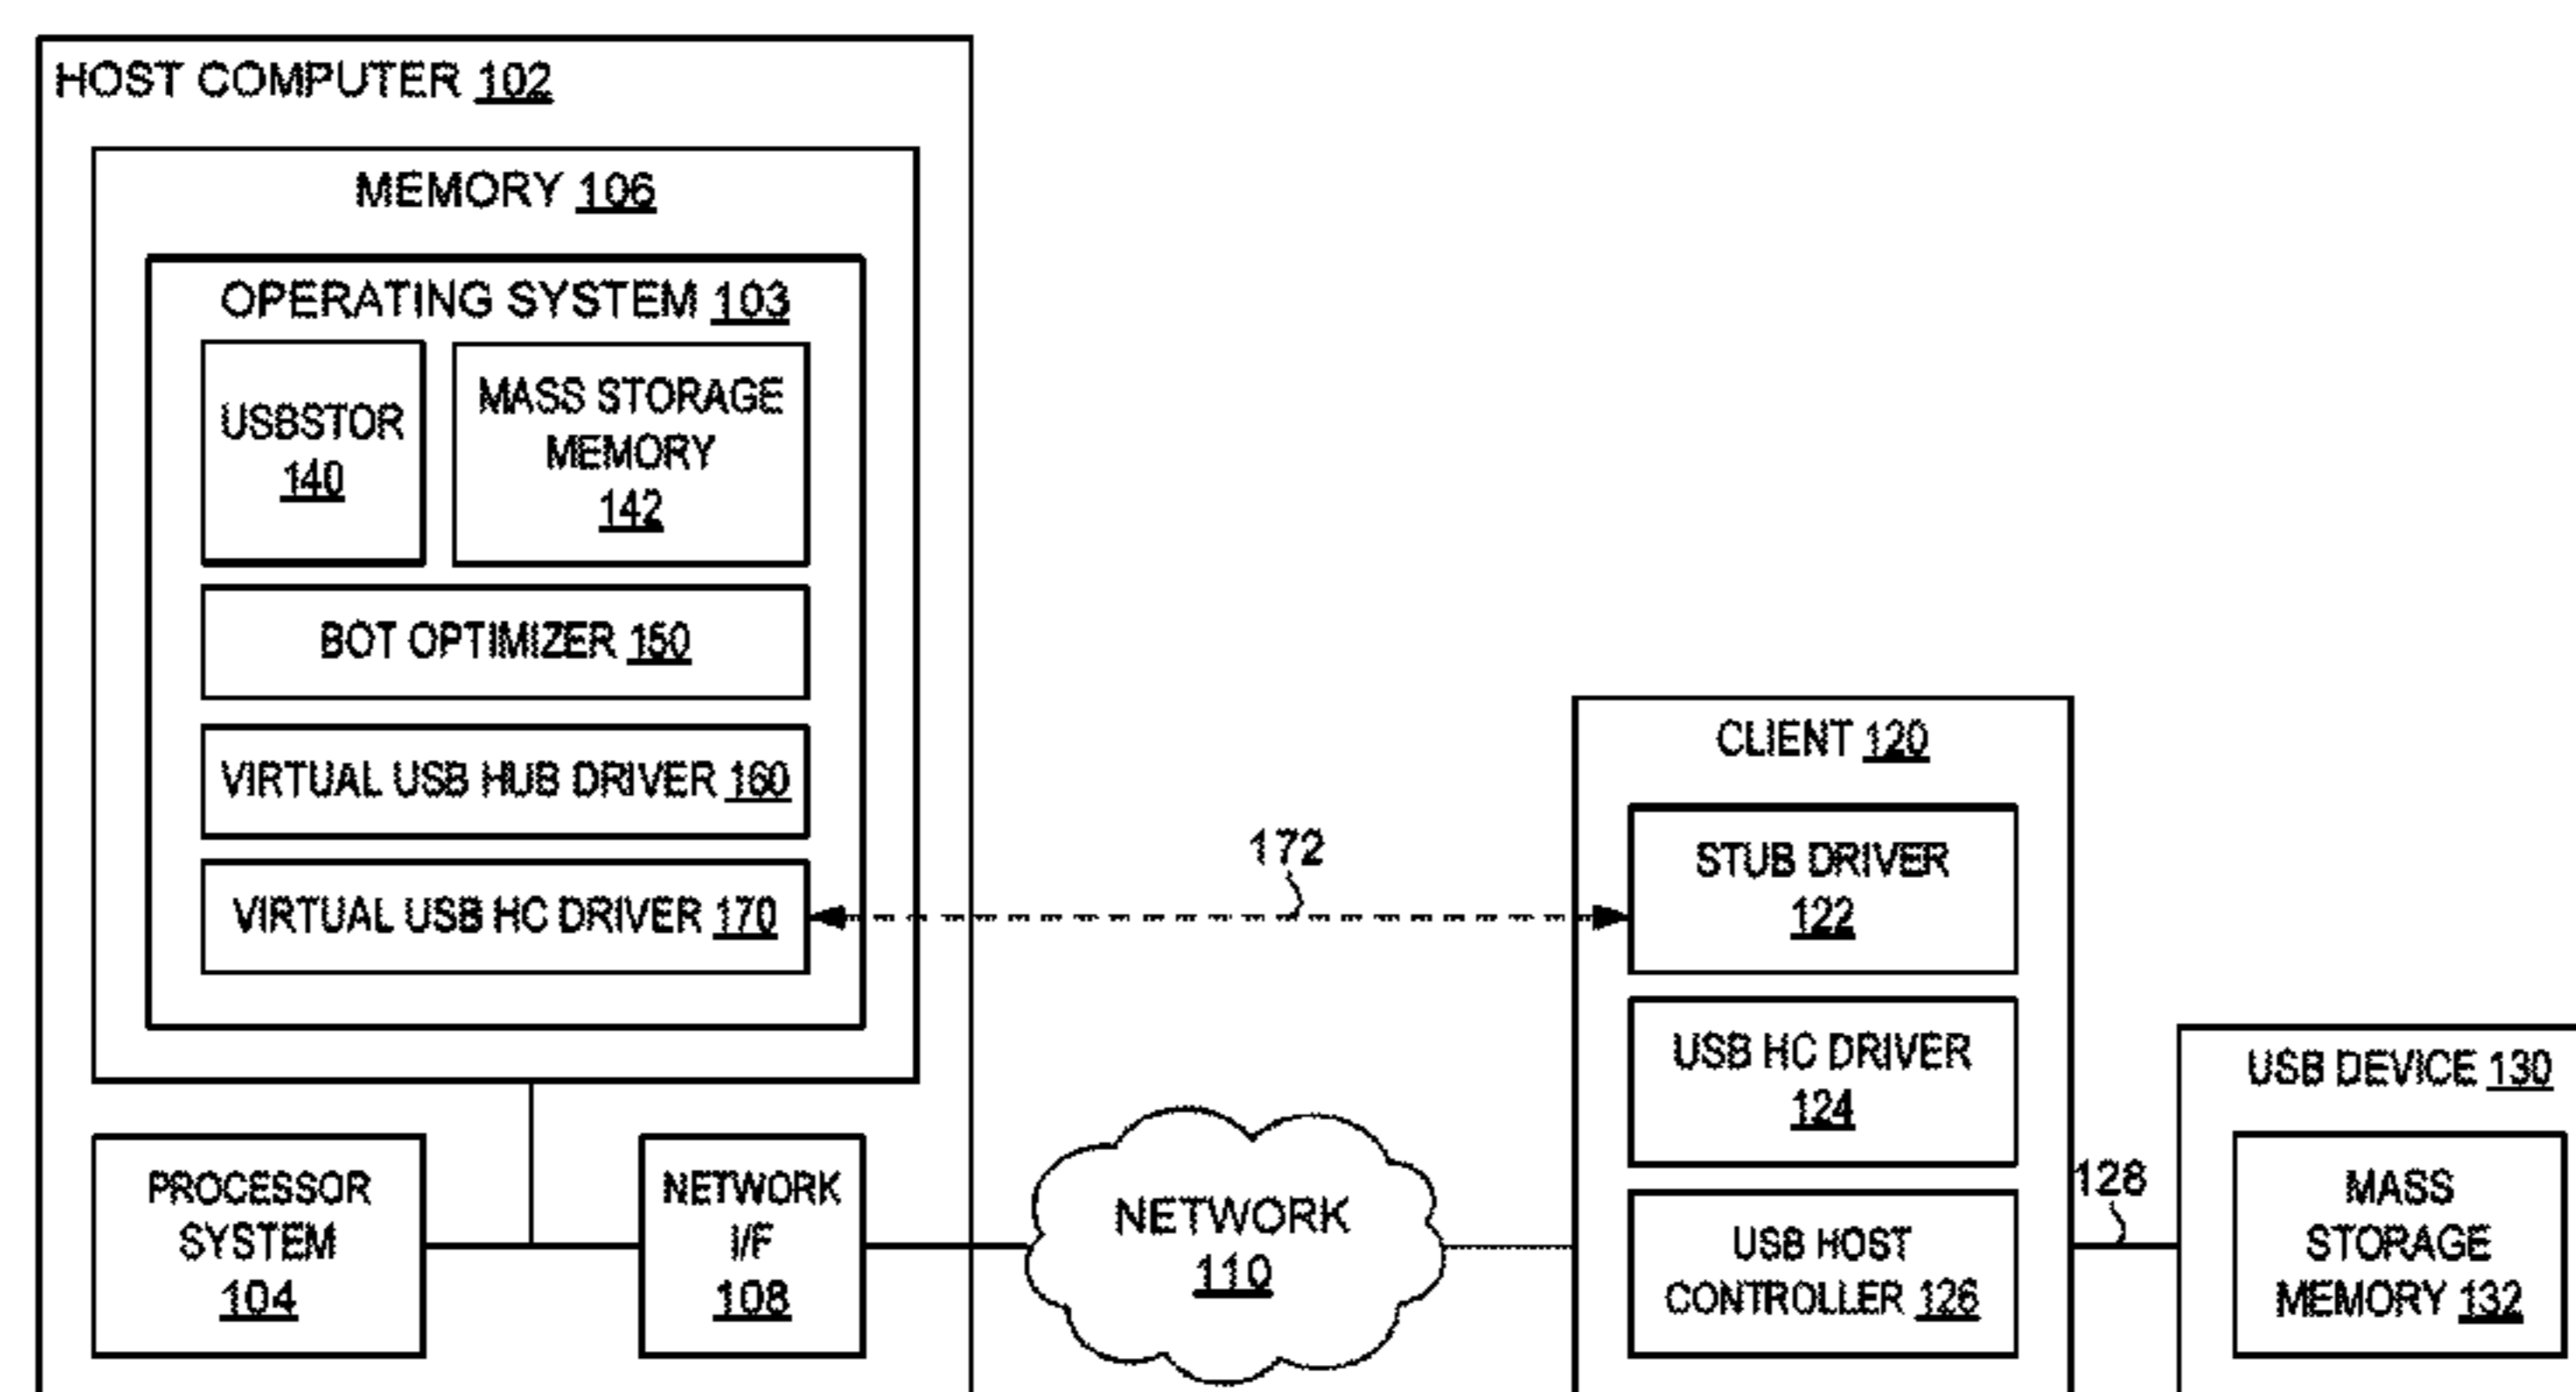 HOST COMPUTER 102
MEMORY 106
OPERATING SYSTEM 103
USBSTOR
140
MASS STORAGE
MEMORY
142
BOT OPTIMIZER 150
VIRTUAL USB HUB DRIVER 160
VIRTUAL USB HC DRIVER 170
PROCESSOR
SYSTEM
104
NETWORK
I/F
108
172
NETWORK
110
CLIENT 120
STUB DRIVER
122
USB HC DRIVER
124
USB HOST
CONTROLLER 126
128
USB DEVICE 130
MASS
STORAGE
MEMORY 132